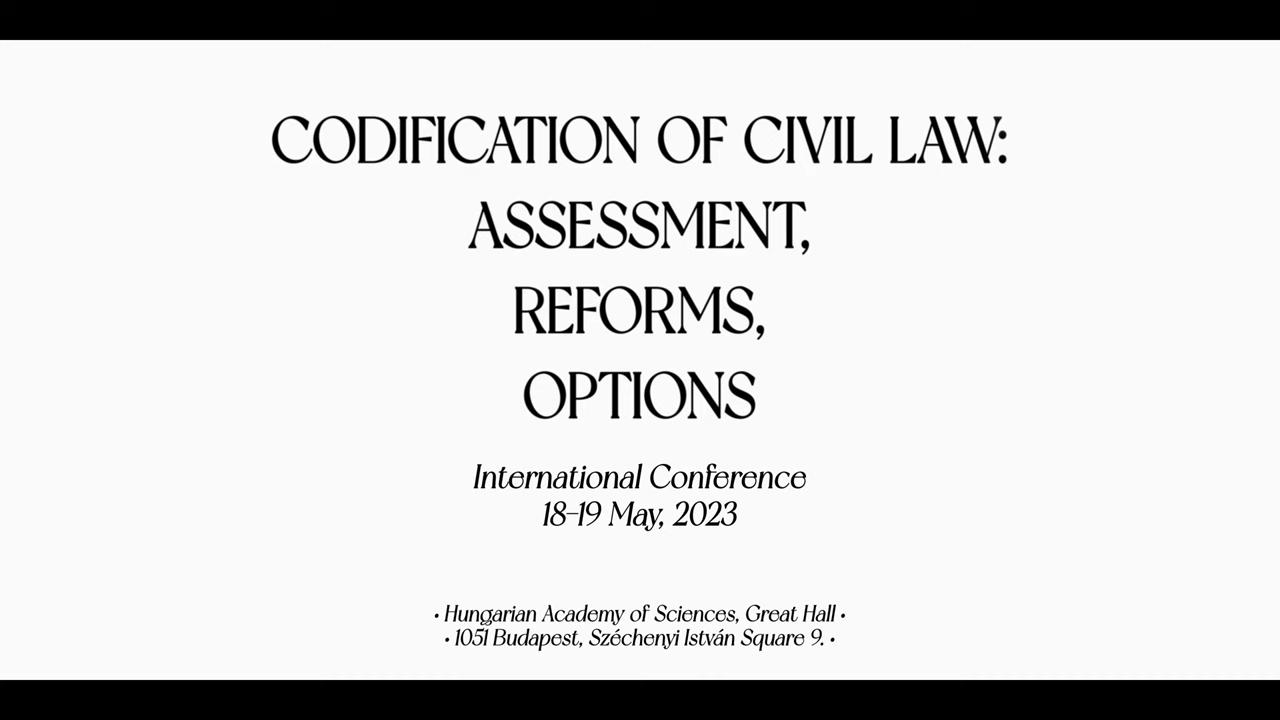 CODIFICATION OF CIVIL LAW:
ASSESSMENT,
REFORMS,
OPTIONS
International Conference
18-19 May, 2023
• Hungarian Academy of Sciences, Great Hall •
• 1051 Budapest, Széchenyi István Square 9. •